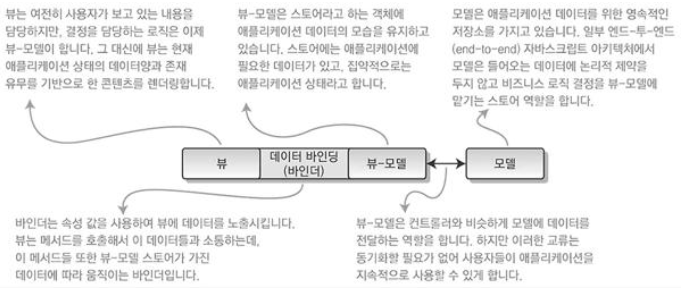 뷰는 여전히 사용자가 보고 있는 내용을
담당하지만, 결정을 담당하는 로직은 이제
뷰-모델이 합니다. 그 대신에 뷰는 현재
애플리케이션 상태의 데이터양과 존재
유무를 기반으로 한 콘텐츠를 렌더링합니다.
뷰-모델은 스토어라고 하는 객체에
애플리케이션 데이터의 모습을 유지하고
있습니다. 스토어에는 애플리케이션에
필요한 데이터가 있고, 집약적으로는
애플리케이션 상태라고 합니다.
모델은 애플리케이션 데이터를 위한 영속적인
저장소를 가지고 있습니다. 일부 엔드-투-엔드
(end-to-end) 자바스크립트 아키텍처에서
모델은 들어오는 데이터에 논리적 제약을
두지 않고 비즈니스 로직 결정을 뷰-모델에
맡기는 스토어 역할을 합니다.
뷰
데이터 바인딩
(바인더)
뷰-모델
모델
바인더는 속성 값을 사용하여 뷰에 데이터를 노출시킵니다.
뷰는 메서드를 호출해서 이 데이터들과 소통하는데,
이 메서드들 또한 뷰-모델 스토어가 가진
데이터에 따라 움직이는 바인더입니다.
뷰-모델은 컨트롤러와 비슷하게 모델에 데이터를
전달하는 역할을 합니다. 하지만 이러한 교류는
동기화할 필요가 없어 사용자들이 애플리케이션을
지속적으로 사용할 수 있게 합니다.